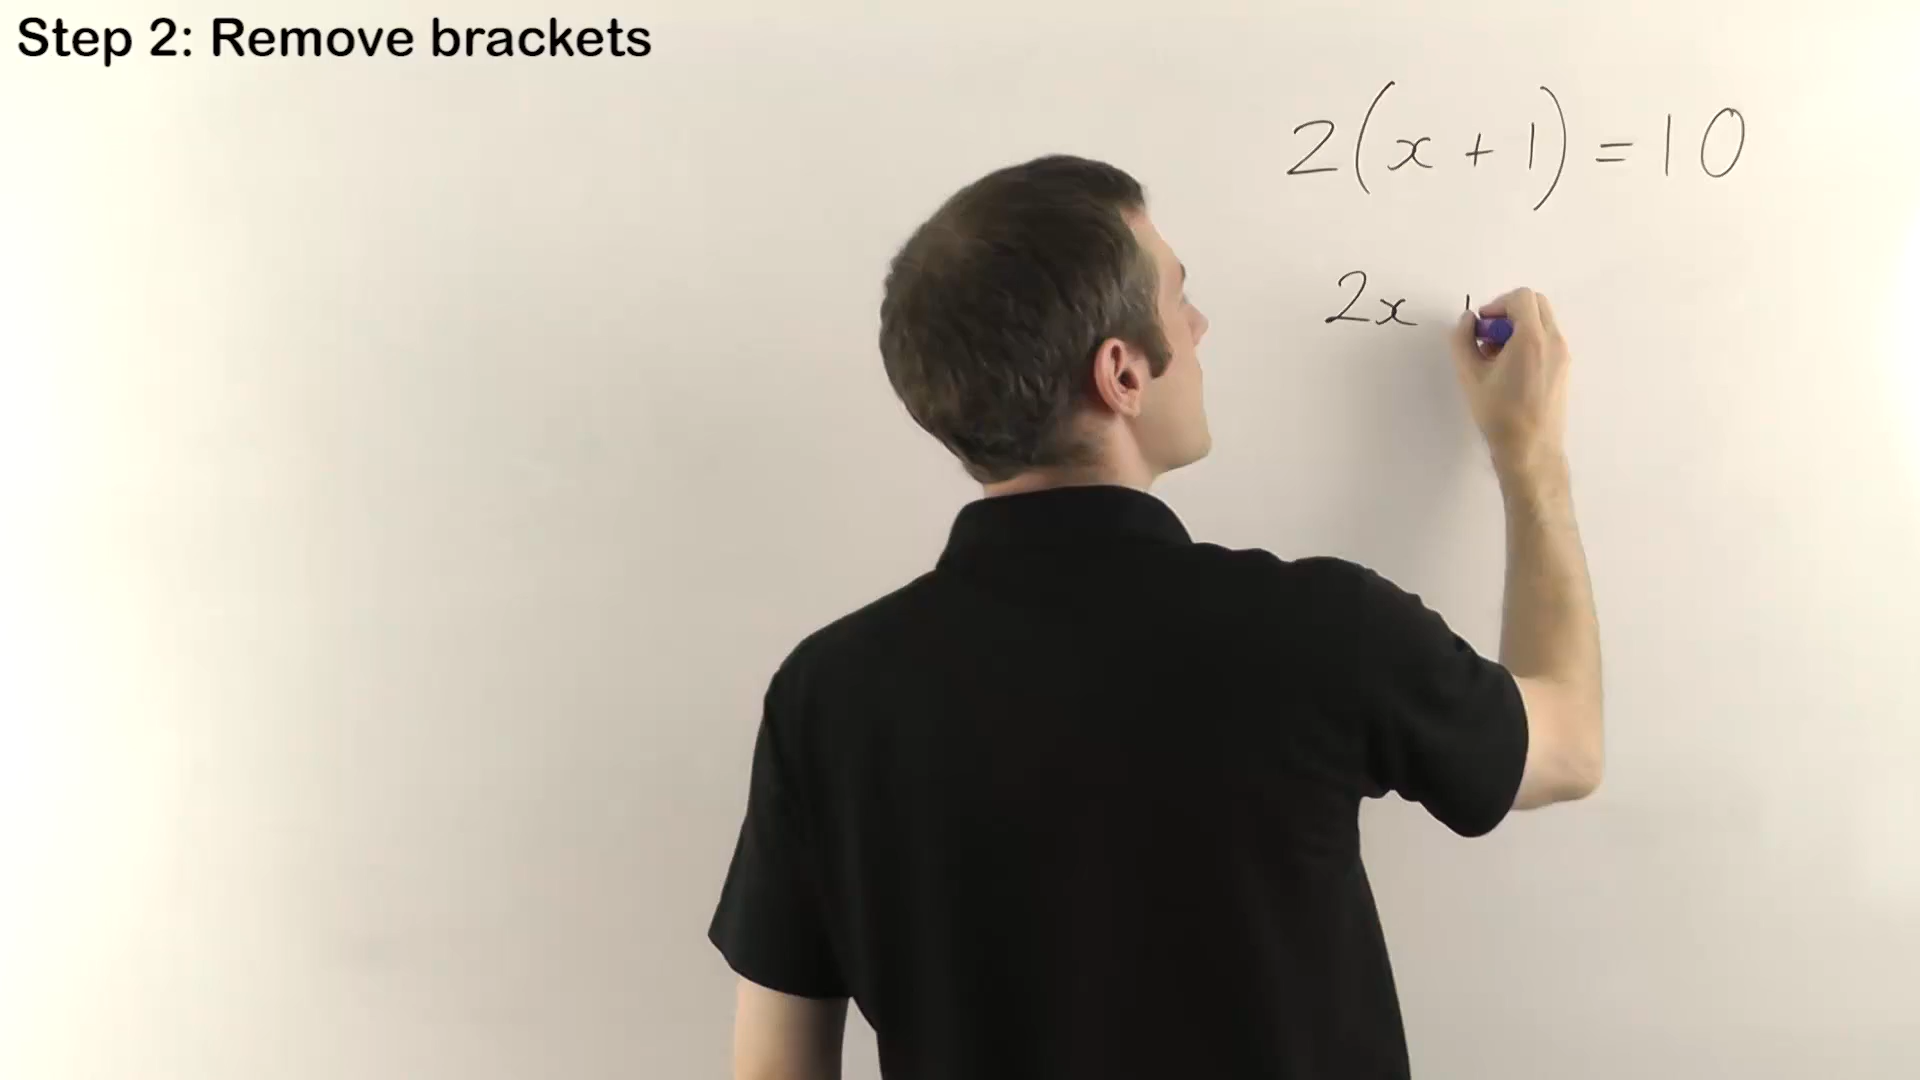 Step 2: Remove brackets
2(x + 1) = 10
2x